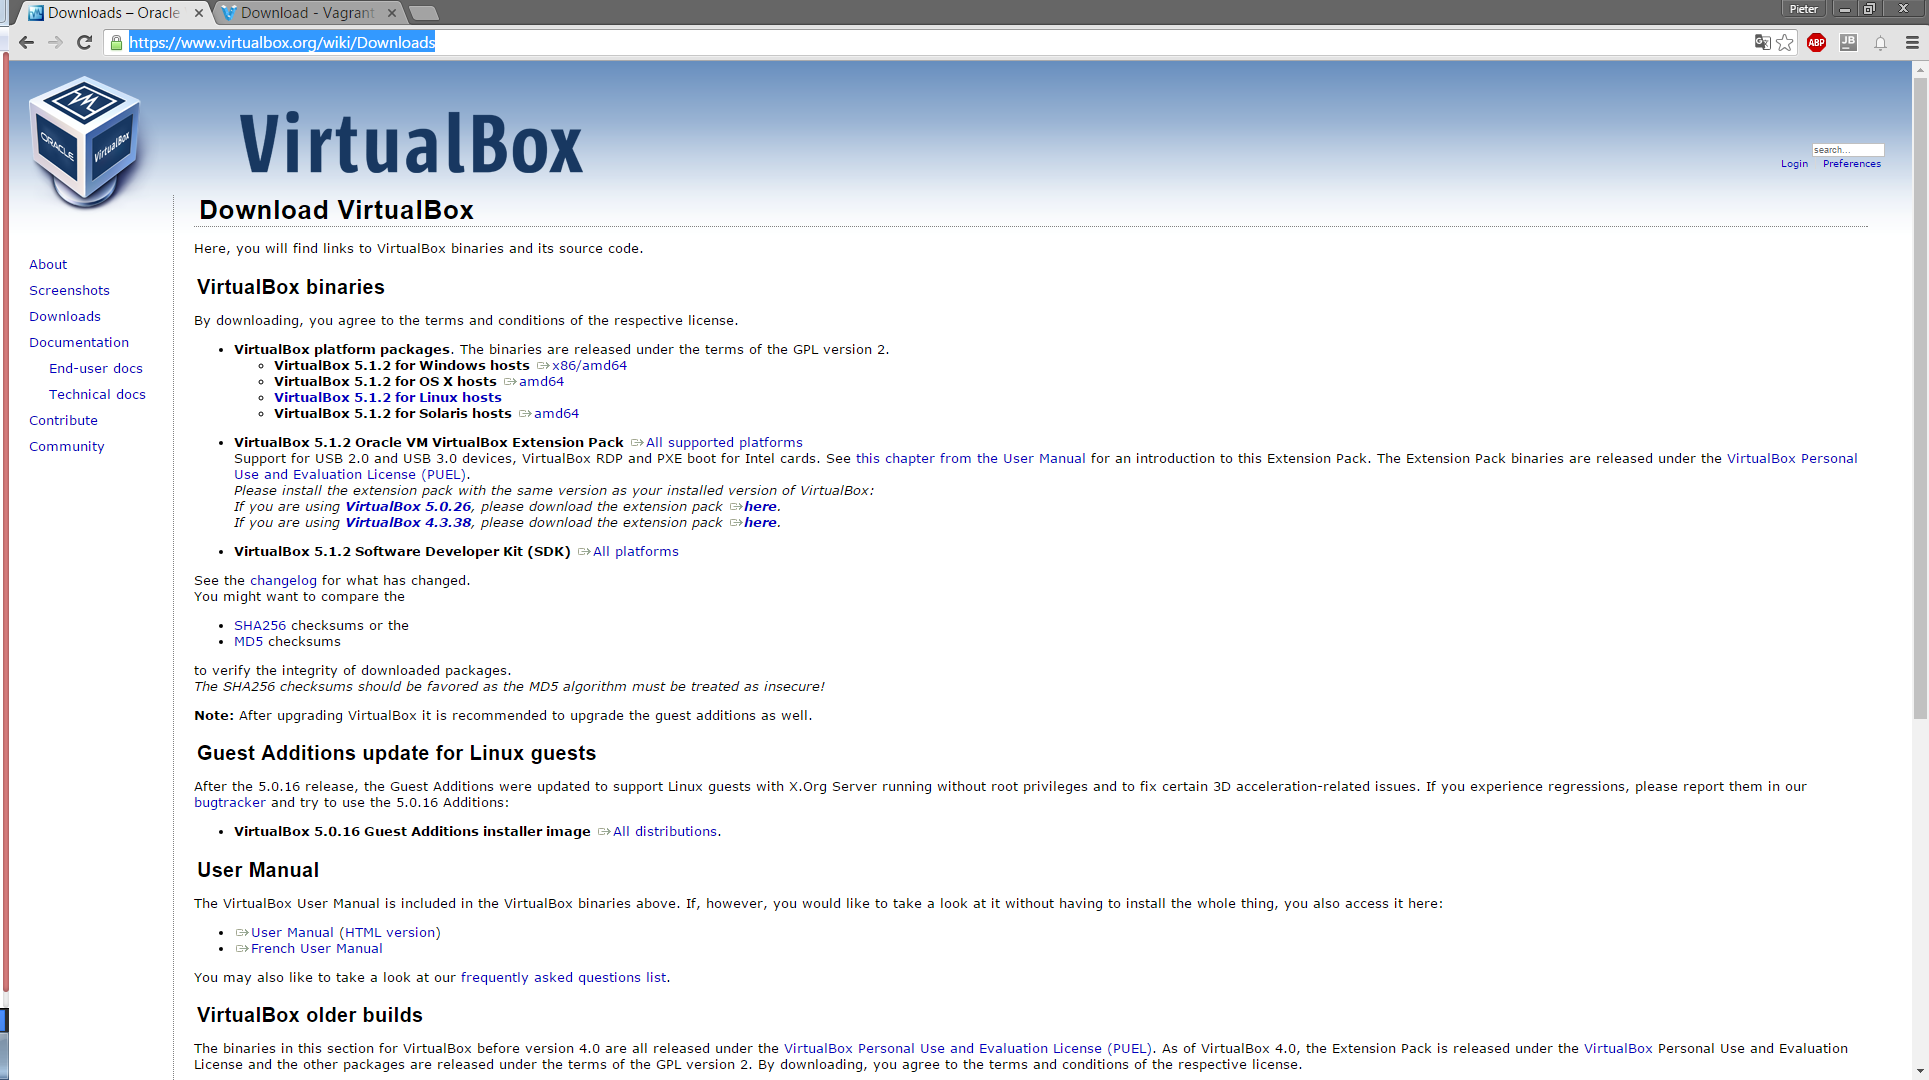 Downloads – Oracle
Download - Vagrant
Pieter
https://www.virtualbox.org/wiki/Downloads
ABP
JB
ORACLE
VirtualBox
VirtualBox
search...
Login Preferences
About
Screenshots
Downloads
Documentation
End-user docs
Technical docs
Contribute
Community
Download VirtualBox
Here, you will find links to VirtualBox binaries and its source code.
VirtualBox binaries
By downloading, you agree to the terms and conditions of the respective license.
VirtualBox platform packages. The binaries are released under the terms of the GPL version 2.
VirtualBox 5.1.2 for Windows hosts x86/amd64
VirtualBox 5.1.2 for OS X hosts amd64
VirtualBox 5.1.2 for Linux hosts
VirtualBox 5.1.2 for Solaris hosts amd64
VirtualBox 5.1.2 Oracle VM VirtualBox Extension Pack All supported platforms
Support for USB 2.0 and USB 3.0 devices, VirtualBox RDP and PXE boot for Intel cards. See this chapter from the User Manual for an introduction to this Extension Pack. The Extension Pack binaries are released under the VirtualBox Personal
Use and Evaluation License (PUEL).
Please install the extension pack with the same version as your installed version of VirtualBox:
If you are using VirtualBox 5.0.26, please download the extension pack here.
If you are using VirtualBox 4.3.38, please download the extension pack here.
VirtualBox 5.1.2 Software Developer Kit (SDK) All platforms
See the changelog for what has changed.
You might want to compare the
SHA256 checksums or the
MD5 checksums
to verify the integrity of downloaded packages.
The SHA256 checksums should be favored as the MD5 algorithm must be treated as insecure!
Note: After upgrading VirtualBox it is recommended to upgrade the guest additions as well.
Guest Additions update for Linux guests
After the 5.0.16 release, the Guest Additions were updated to support Linux guests with X.Org Server running without root privileges and to fix certain 3D acceleration-related issues. If you experience regressions, please report them in our
bugtracker and try to use the 5.0.16 Additions:
VirtualBox 5.0.16 Guest Additions installer image All distributions.
User Manual
The VirtualBox User Manual is included in the VirtualBox binaries above. If, however, you would like to take a look at it without having to install the whole thing, you also access it here:
User Manual (HTML version)
French User Manual
You may also like to take a look at our frequently asked questions list.
VirtualBox older builds
The binaries in this section for VirtualBox before version 4.0 are all released under the VirtualBox Personal Use and Evaluation License (PUEL). As of VirtualBox 4.0, the Extension Pack is released under the VirtualBox Personal Use and Evaluation
License and the other packages are released under the terms of the GPL version 2. By downloading, you agree to the terms and conditions of the respective license.